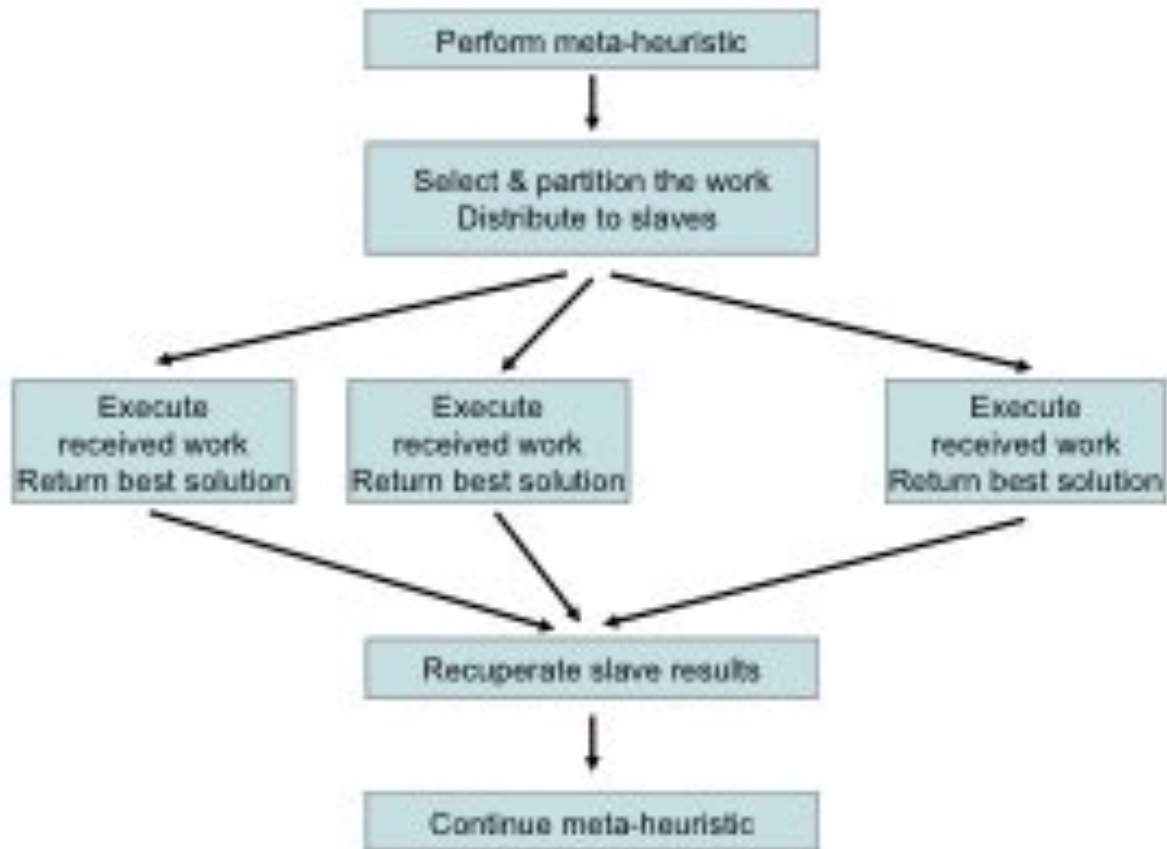 Perform meta-heuristic
Select & partition the work
Distribute to slaves
Execute
received work
Return best solution
Execute
received work
Return best solution
Execute
received work
Return best solution
Recuperate slave results
Continue meta-heuristic